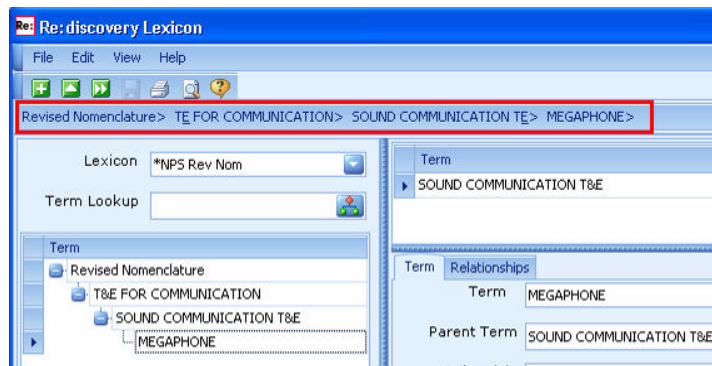 Re: Re:discovery Lexicon
File Edit View Help
Revised Nomenclature> TE FOR COMMUNICATION> SOUND COMMUNICATION TE> MEGAPHONE>
Lexicon *NPS Rev Nom
Term Lookup
Term
Revised Nomenclature
T&E FOR COMMUNICATION
SOUND COMMUNICATION T&E
MEGAPHONE
Term
SOUND COMMUNICATION T&E
Term Relationships
Term MEGAPHONE
Parent Term SOUND COMMUNICATION T&E